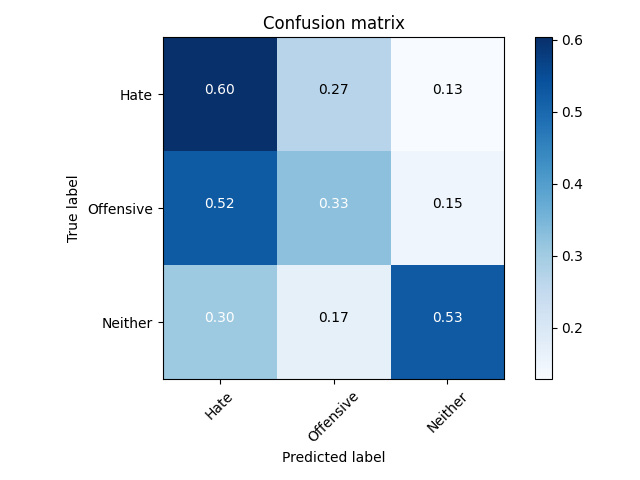 Confusion matrix
True label
Hate
0.60 0.27 0.13
Offensive
0.52 0.33 0.15
Neither
0.30 0.17 0.53
Hate
Offensive
Neither
Predicted label
0.6
0.5
0.4
0.3
0.2